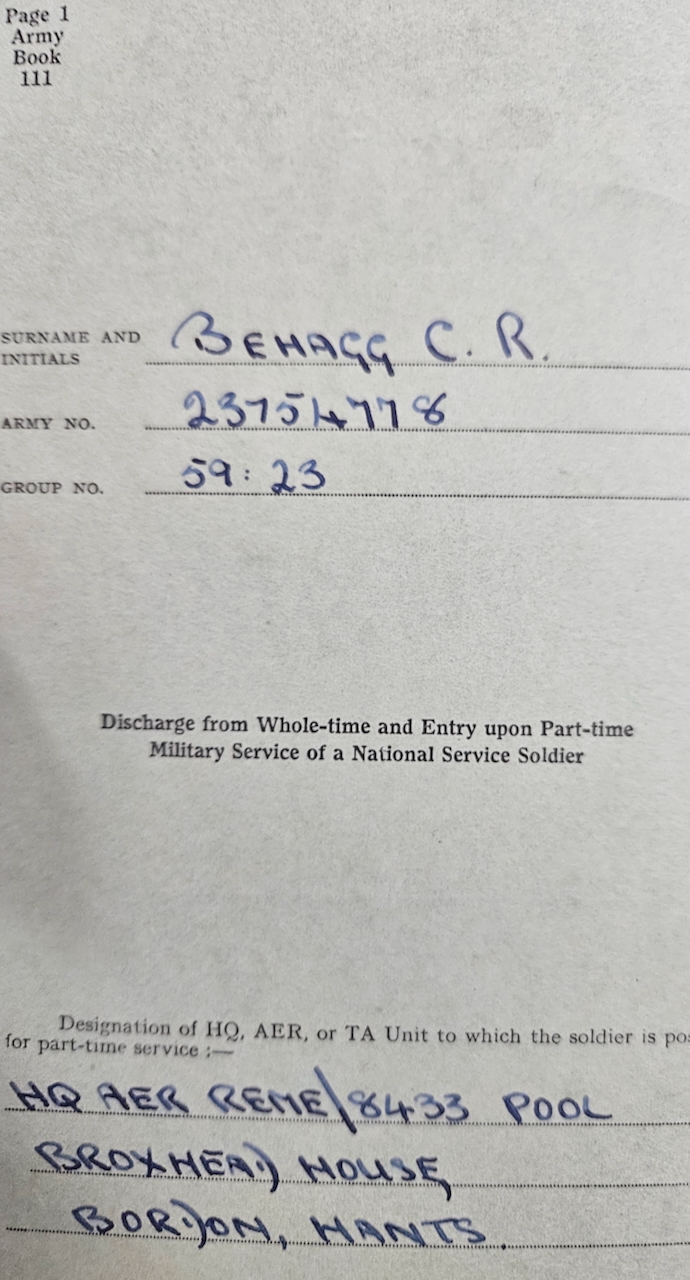 Page 1
Army
Book
111
SURNAME AND
INITIALS
BEHAGG C. R.
ARMY NO. 23754778
GROUP NO. 59:23
Discharge from Whole-time and Entry upon Part-time
Military Service of a National Service Soldier
Designation of HQ, AER, or TA Unit to which the soldier is pos
for part-time service :—
HQ AER REME\8433 POOL
BROXHEAD HOUSE
BORDON, HANTS.